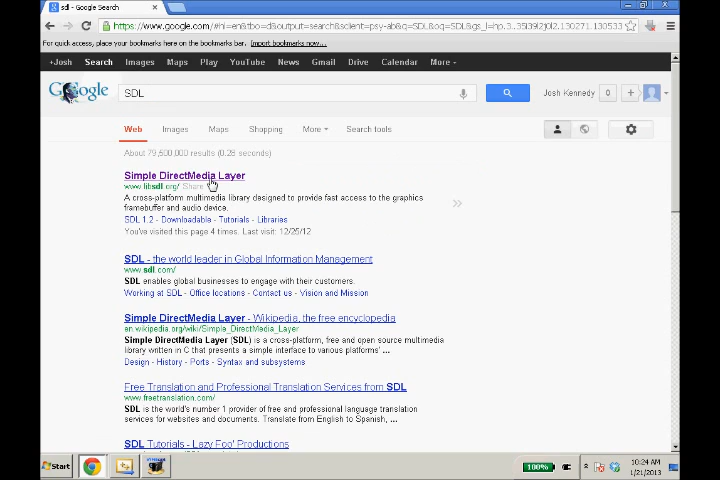 sdl - Google Search
https://www.google.com/#hl=en&tbo=d&output=search&sclient=psy-ab&q=SDL&oq=SDL&gs_l=hp.3..35i39l2j0l2.130271.130533
For quick access, place your bookmarks here on the bookmarks bar. Import bookmarks now...
+Josh Search Images Maps Play YouTube News Gmail Drive Calendar More
Google SDL Josh Kennedy 0 +
Web Images Maps Shopping More Search tools
About 79,500,000 results (0.28 seconds)
Simple DirectMedia Layer
www.libsdl.org/ Share
A cross-platform multimedia library designed to provide fast access to the graphics
framebuffer and audio device.
SDL 1.2 - Downloadable - Tutorials - Libraries
You've visited this page 4 times. Last visit: 12/25/12
SDL - the world leader in Global Information Management
www.sdl.com/
SDL enables global businesses to engage with their customers.
Working at SDL - Office locations - Contact us - Vision and Mission
Simple DirectMedia Layer - Wikipedia, the free encyclopedia
en.wikipedia.org/wiki/Simple_DirectMedia_Layer
Simple DirectMedia Layer (SDL) is a cross-platform, free and open source multimedia
library written in C that presents a simple interface to various platforms' ...
Design - History - Ports - Syntax and subsystems
Free Translation and Professional Translation Services from SDL
www.freetranslation.com/
SDL is the world's number 1 provider of free and professional language translation
services for websites and documents. Translate from English to Spanish, ...
SDL Tutorials - Lazy Foo' Productions
Start 100% 10:24 AM
1/21/2013